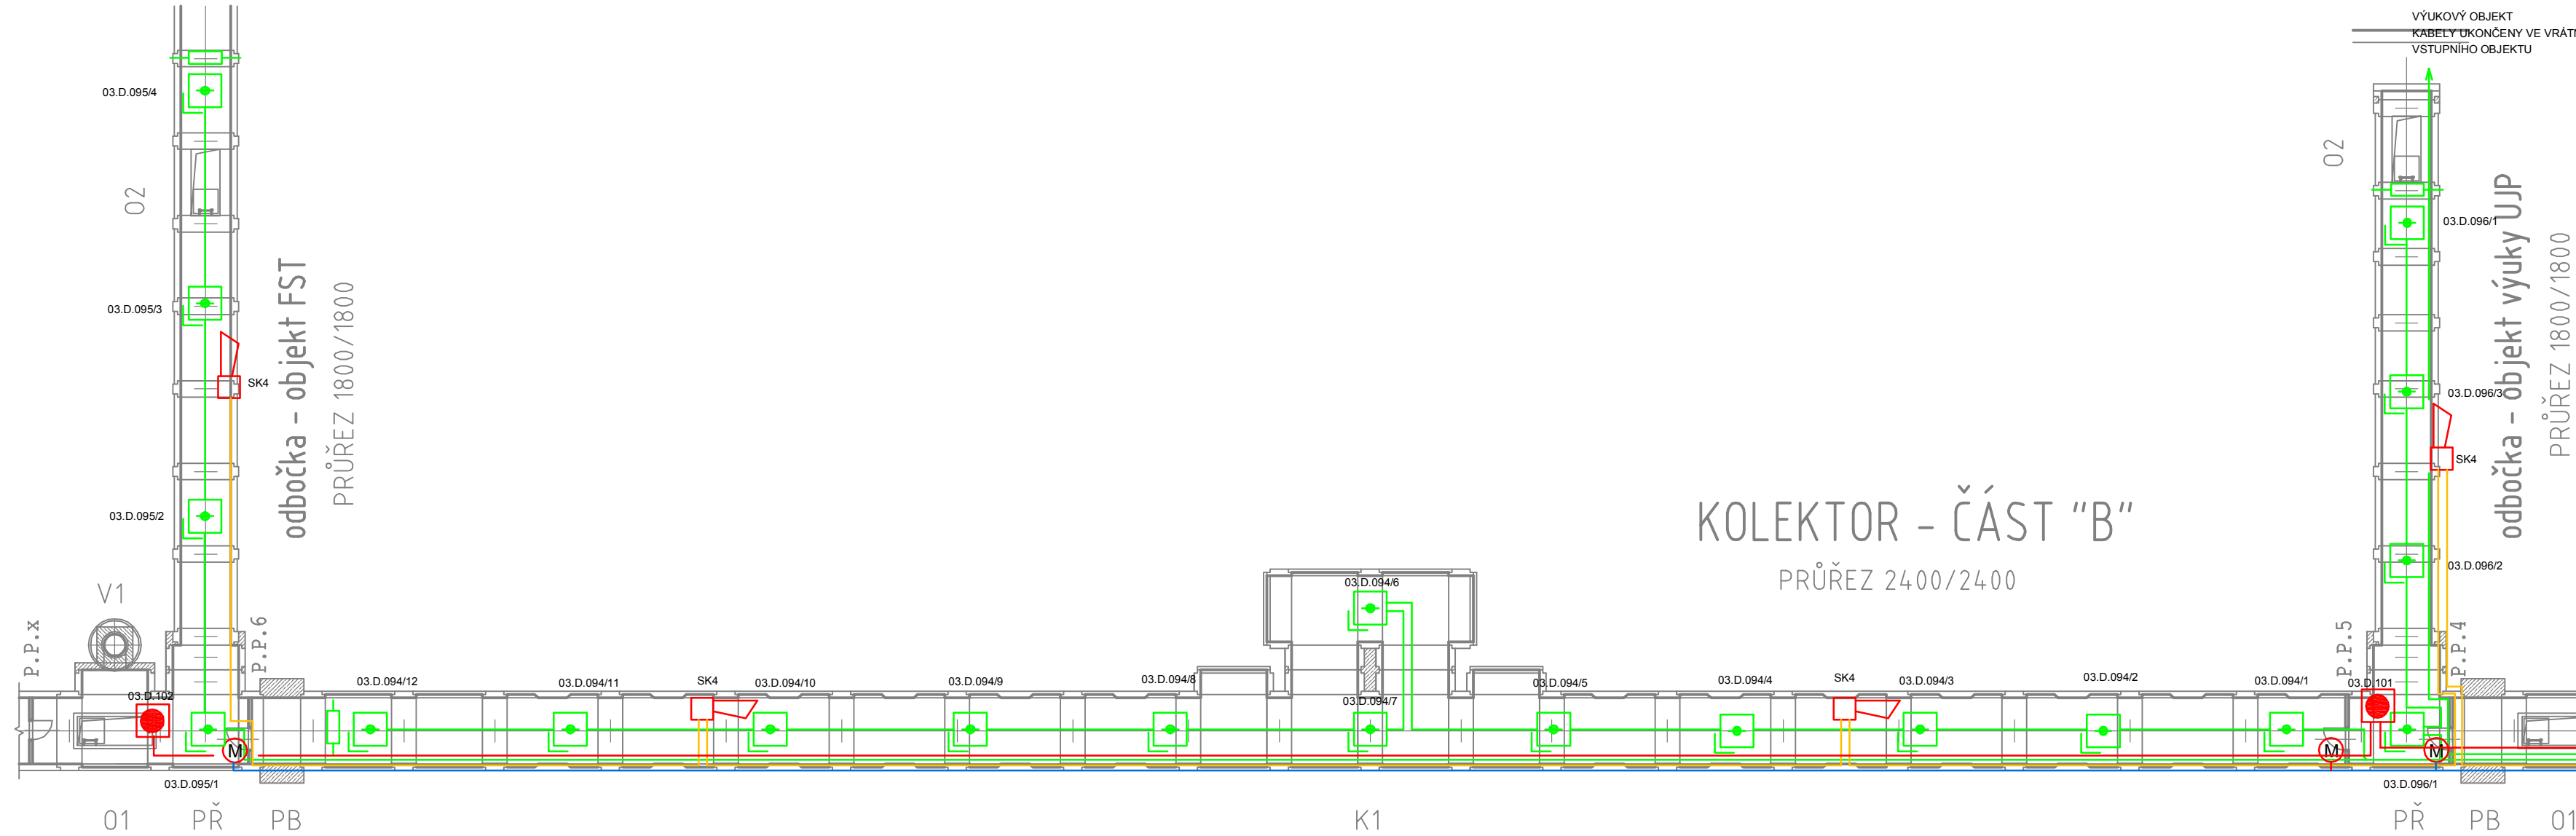 VÝUKOVÝ OBJEKT
KABELY UKONČENY VE VRÁTN
VSTUPNÍHO OBJEKTU
03.D.095/4
O2
03.D.095/3
SK4
odbočka - objekt FST
PRŮŘEZ 1800/1800
03.D.095/2
V1
P.P.x
P.P.6
03.D.102
03.D.095/1
03.D.094/12
03.D.094/11
SK4
03.D.094/10
03.D.094/9
03.D.094/8
03.D.094/6
03.D.094/7
03.D.094/5
03.D.094/4
SK4
03.D.094/3
03.D.094/2
03.D.094/1
KOLEKTOR - ČÁST "B"
PRŮŘEZ 2400/2400
O2
03.D.096/1
03.D.096/3
SK4
03.D.096/2
odbočka - objekt výuky UJP
PRŮŘEZ 1800/1800
P.P.5
P.P.4
03.D.101
M
M
M
03.D.096/1
01
PŘ
PB
K1
PŘ
PB
01